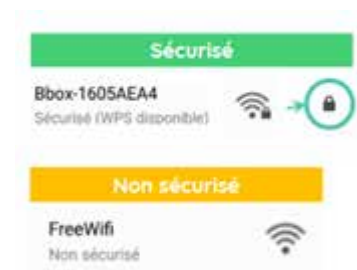 Sécurisé
Bbox-1605AEA4
Sécurisé (WPS disponible)
Non sécurisé
FreeWifi
Non sécurisé